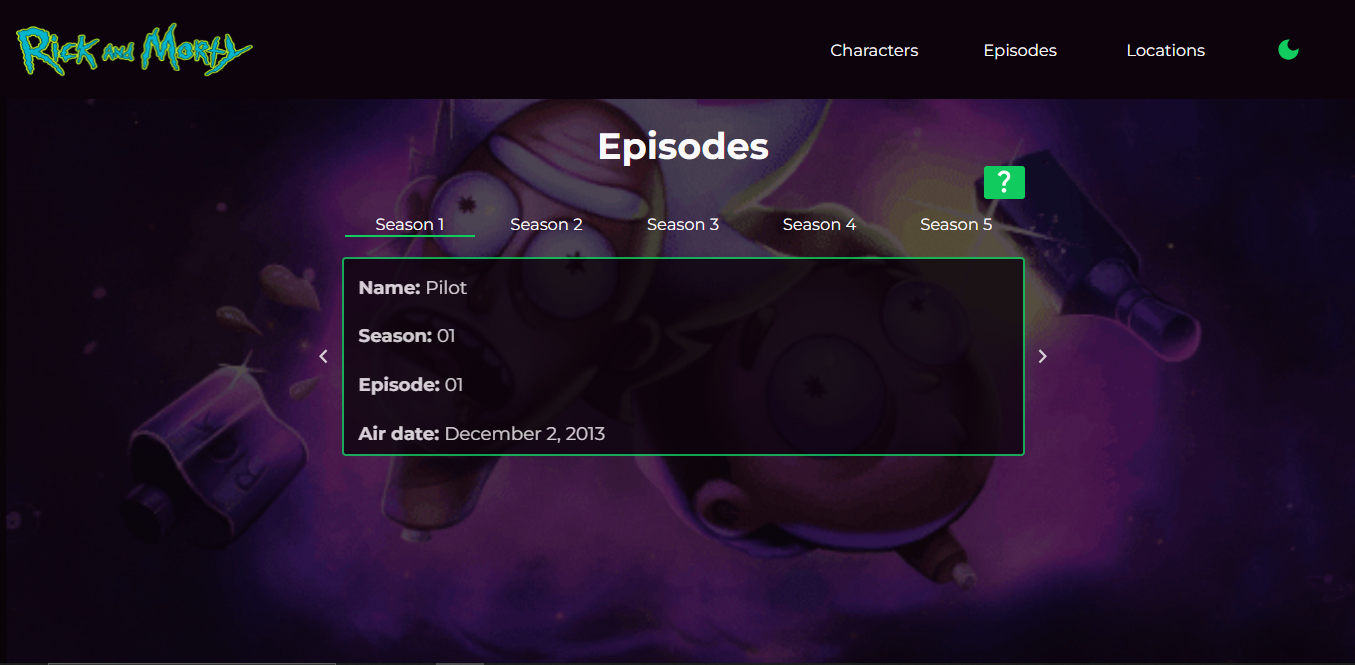 Rick and Morty
Characters
Episodes
Locations
Episodes
?
Season 1
Season 2
Season 3
Season 4
Season 5
Name: Pilot
Season: 01
Episode: 01
Air date: December 2, 2013